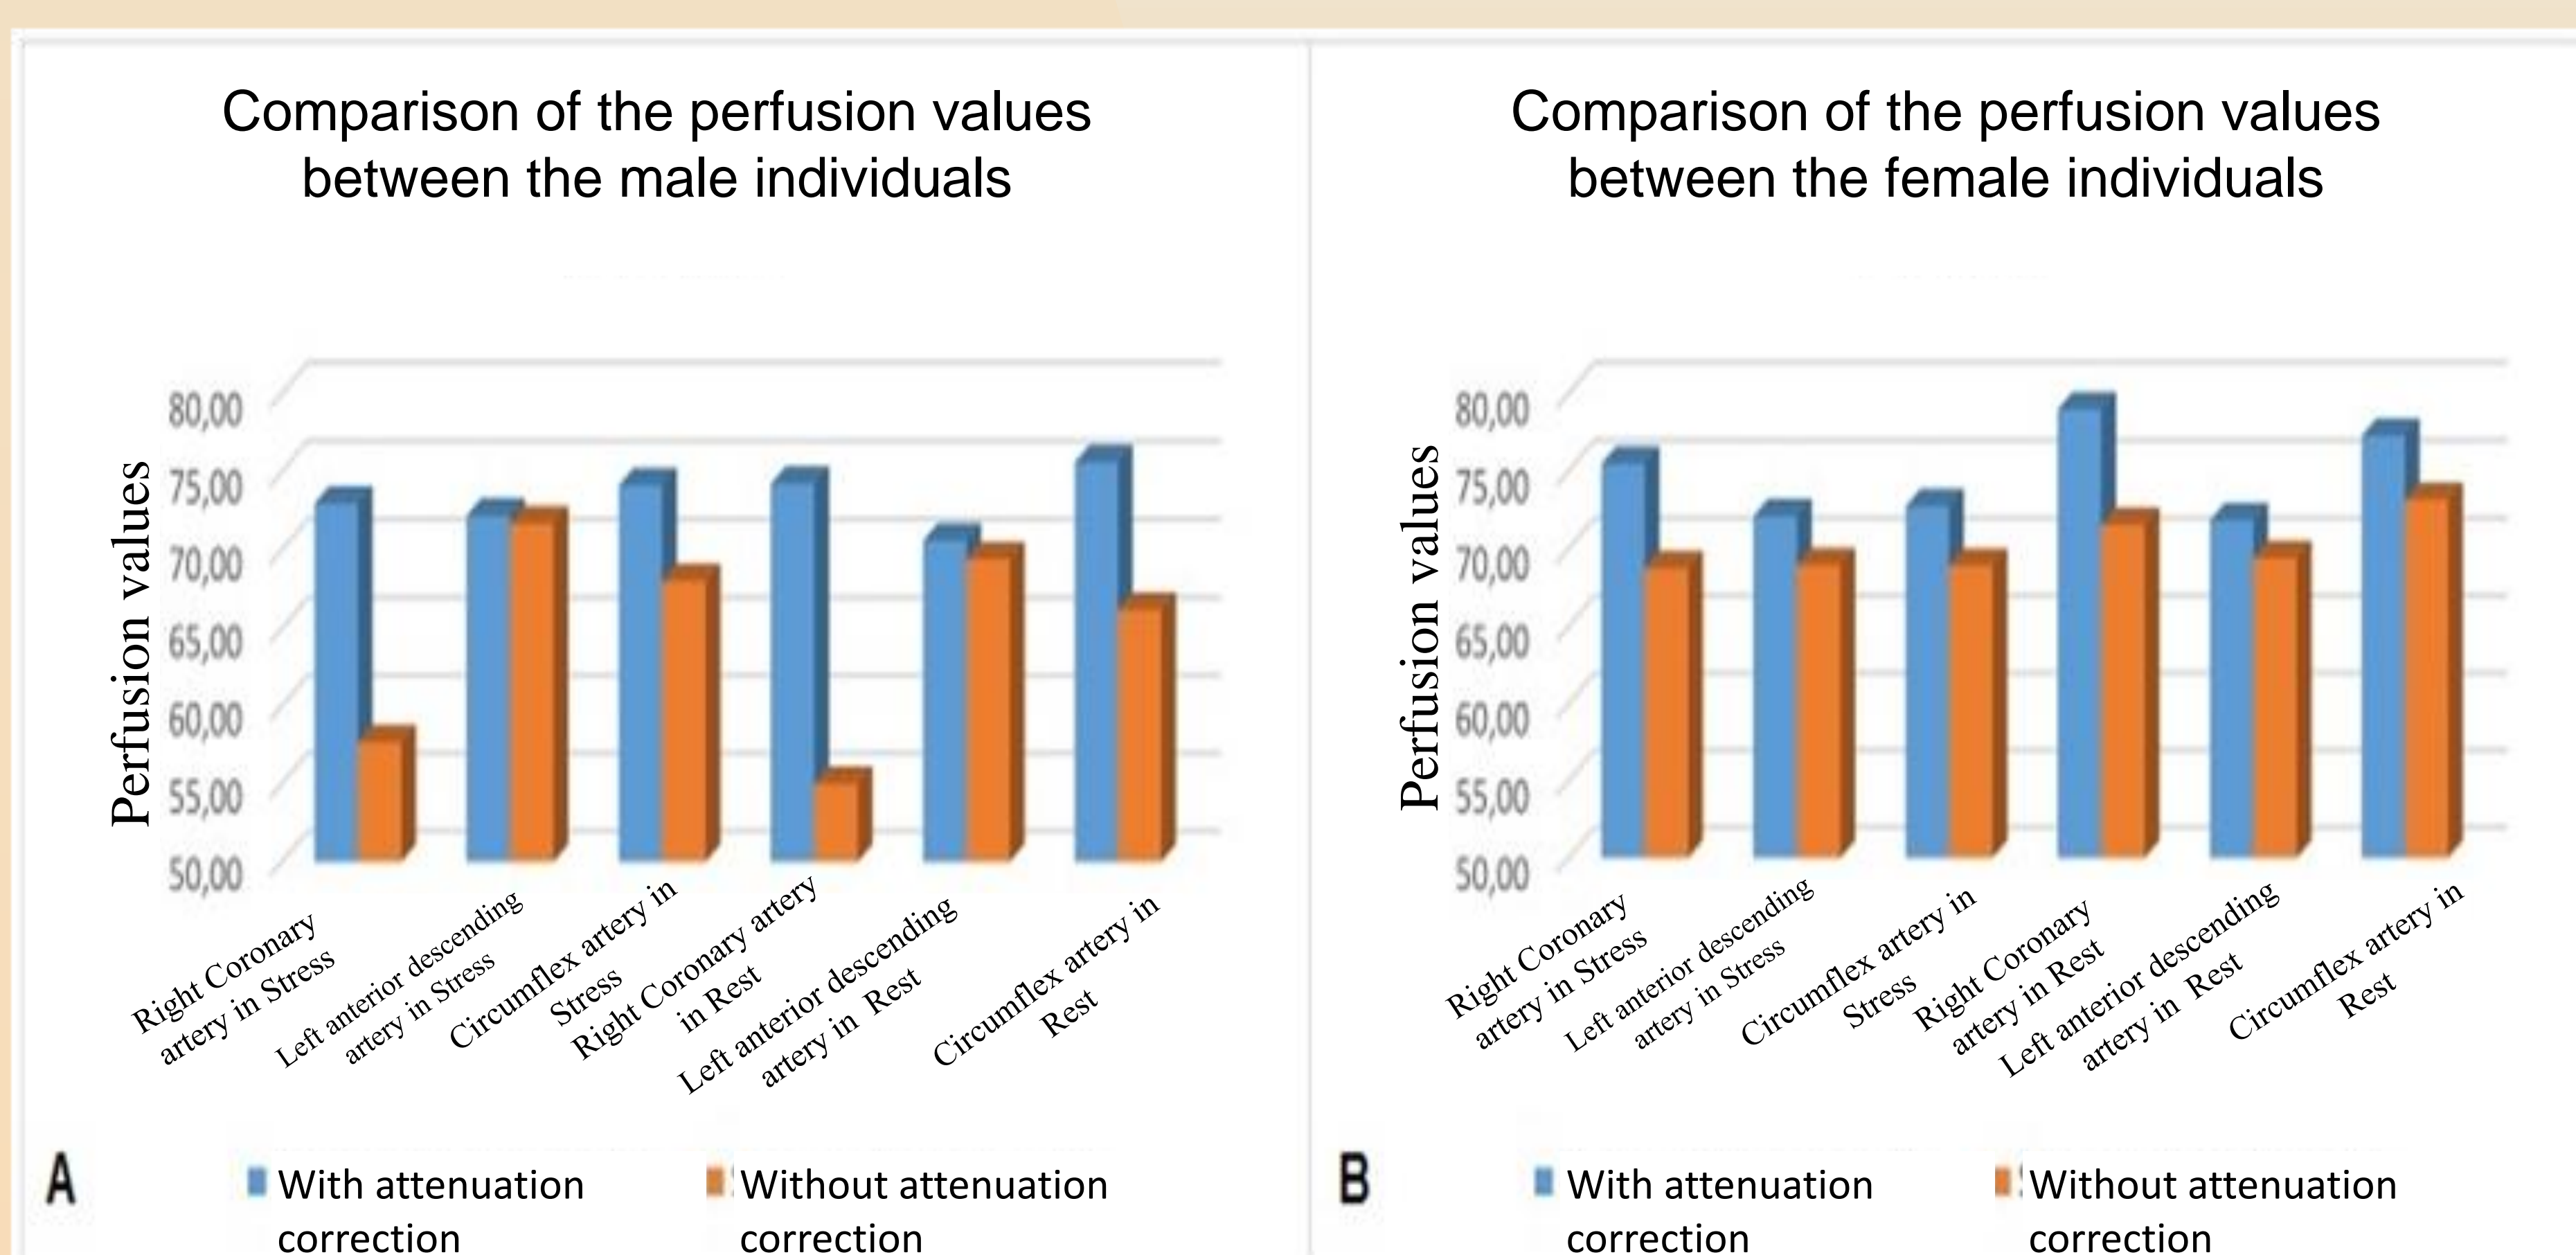 Comparison of the perfusion values
between the male individuals
Perfusion values
80,00
75,00
70,00
65,00
60,00
55,00
50,00
Right Coronary
artery in Stress
Left anterior descending
artery in Stress
Circumflex artery in
Stress
Right Coronary artery
in Rest
Left anterior descending
artery in Rest
Circumflex artery in
Rest
A
With attenuation
correction
Without attenuation
correction
Comparison of the perfusion values
between the female individuals
Perfusion values
80,00
75,00
70,00
65,00
60,00
55,00
50,00
Right Coronary
artery in Stress
Left anterior descending
artery in Stress
Circumflex artery in
Stress
Right Coronary
artery in Rest
Left anterior descending
artery in Rest
Circumflex artery in
Rest
B
With attenuation
correction
Without attenuation
correction